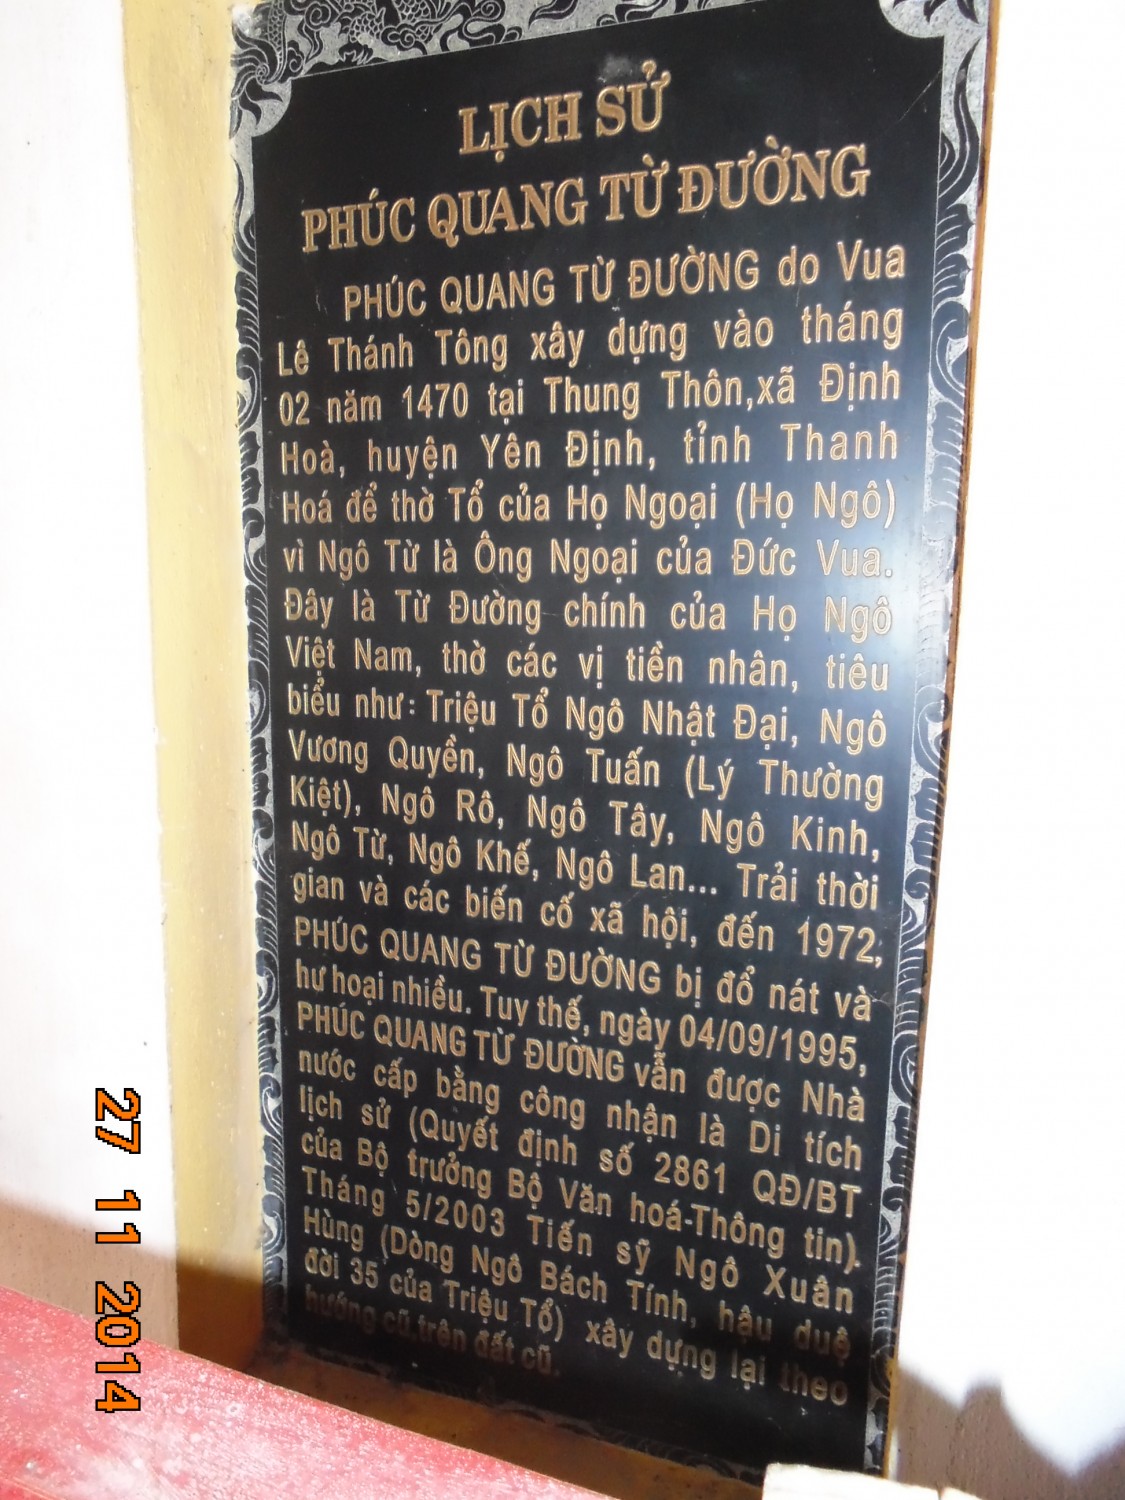 LỊCH SỬ
PHÚC QUANG TỪ ĐƯỜNG
PHÚC QUANG TỪ ĐƯỜNG do Vua
Lê Thánh Tông xây dựng vào tháng
02 năm 1470 tại Thung Thôn,xã Định
Hoà, huyện Yên Định, tỉnh Thanh
Hoá để thờ Tổ của Họ Ngoại (Họ Ngô)
vì Ngô Từ là Ông Ngoại của Đức Vua.
Đây là Từ Đường chính của Họ Ngô
Việt Nam, thờ các vị tiền nhân, tiêu
biểu như: Triệu Tổ Ngô Nhật Đại, Ngô
Vương Quyền, Ngô Tuấn (Lý Thường
Kiệt), Ngô Rô, Ngô Tây, Ngô Kinh,
Ngô Từ, Ngô Khế, Ngô Lan... Trải thời
gian và các biến cố xã hội, đến 1972,
PHÚC QUANG TỪ ĐƯỜNG bị đổ nát và
hư hoại nhiều. Tuy thế, ngày 04/09/1995,
PHÚC QUANG TỪ ĐƯỜNG vẫn được Nhà
nước cấp bằng công nhận là Di tích
lịch sử (Quyết định số 2861 QĐ/BT
của Bộ trưởng Bộ Văn hoá-Thông tin).
Tháng 5/2003 Tiến sỹ Ngô Xuân
Hùng (Dòng Ngô Bách Tính, hậu duệ
đời 35 của Triệu Tổ) xây dựng lại theo
hướng cũ,trên đất cũ.
27 11 2014